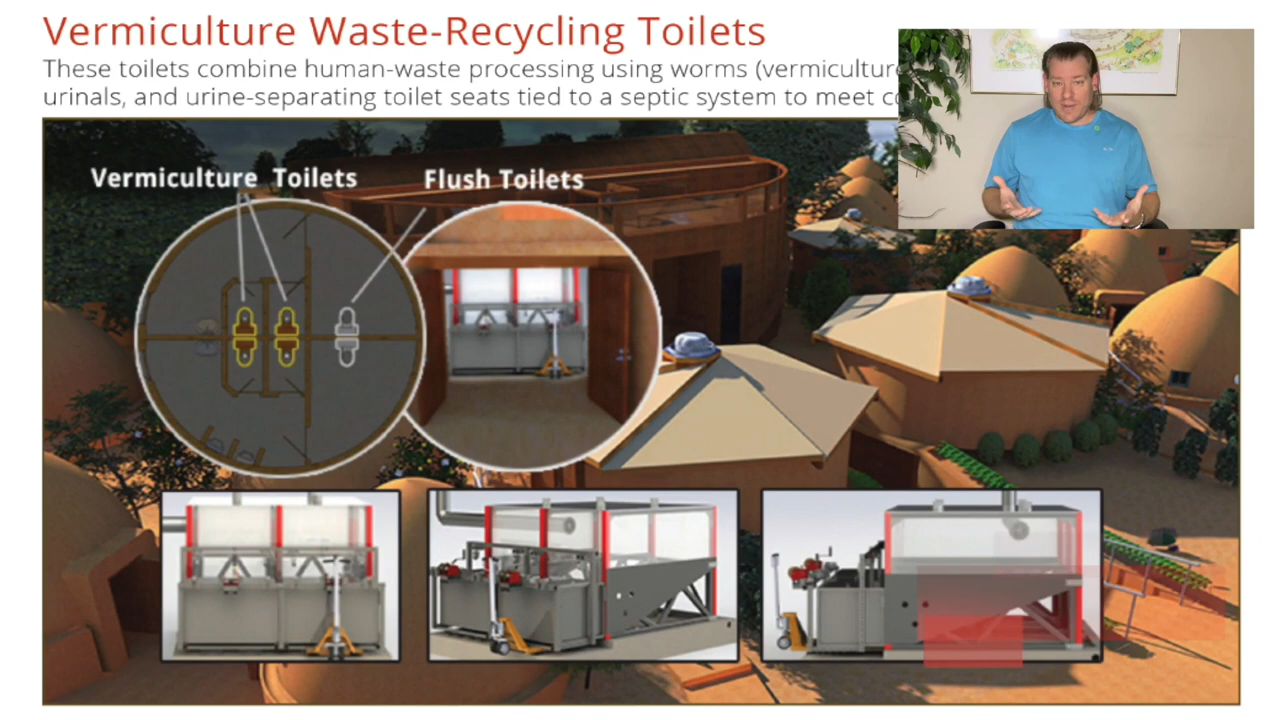 Vermiculture Waste-Recycling Toilets
These toilets combine human-waste processing using worms (vermiculture
urinals, and urine-separating toilet seats tied to a septic system to meet
Vermiculture Toilets
Flush Toilets